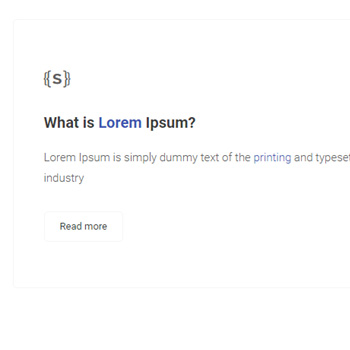 {s}
What is Lorem Ipsum?
Lorem Ipsum is simply dummy text of the printing and typeset
industry
Read more